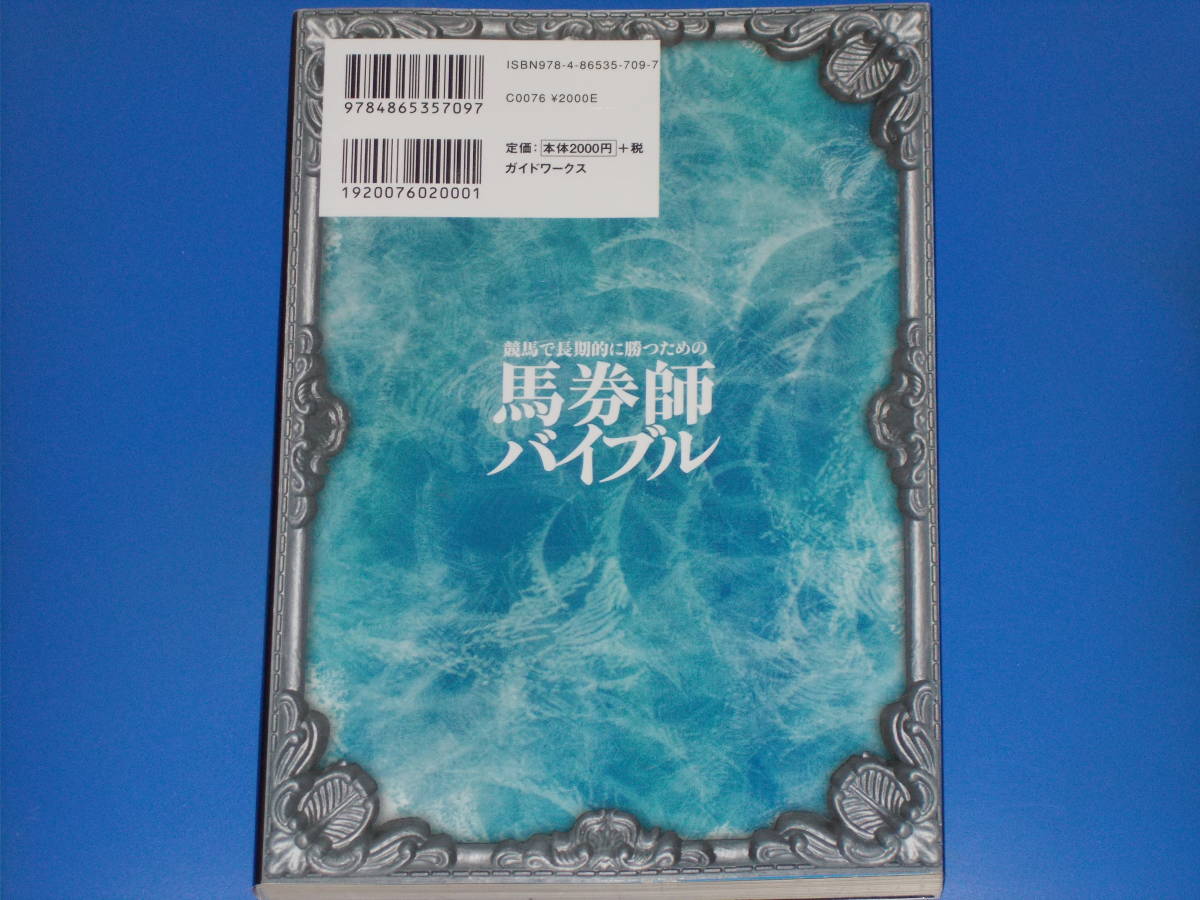 ISBN978-4-86535-709-7
9784865357097
C0076 ¥2000E
定価：本体2000円＋税
ガイドワークス
1920076020001
競馬で長期的に勝つための
馬券師
バイブル